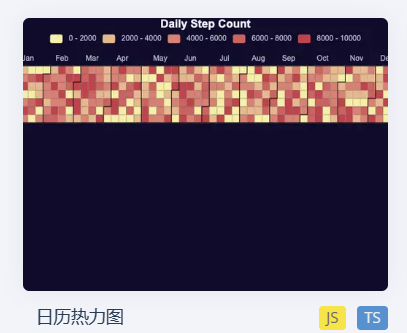 Daily Step Count
0 - 2000 2000 - 4000 4000 - 6000 6000 - 8000 8000 - 10000
Jan Feb Mar Apr May Jun Jul Aug Sep Oct Nov De
日历热力图 JS TS